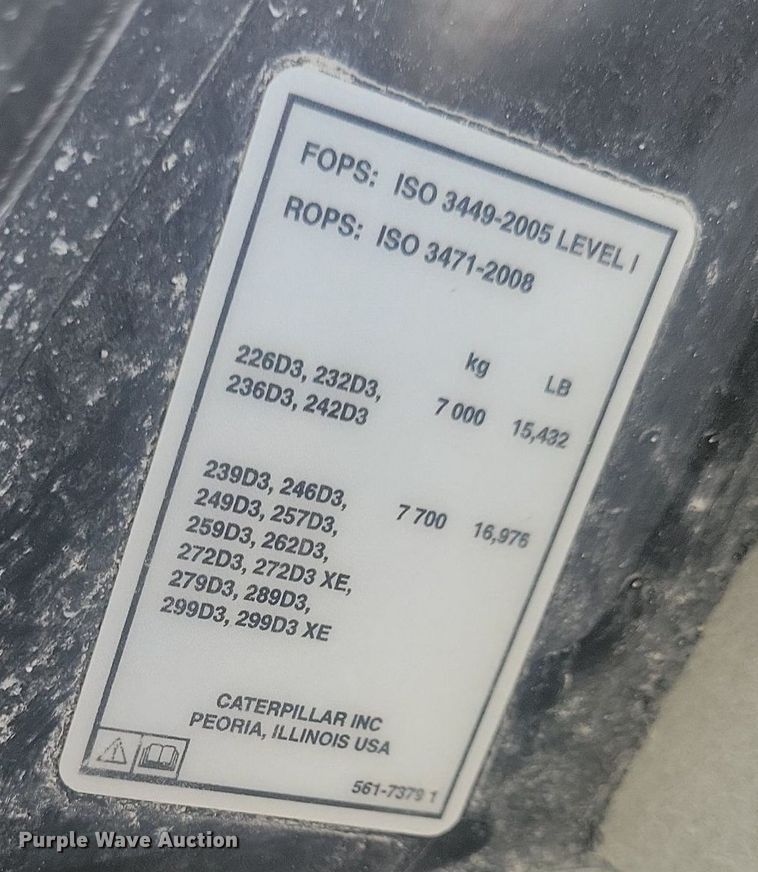 FOPS: ISO 3449-2005 LEVEL I
ROPS: ISO 3471-2008
kg LB
226D3, 232D3,
236D3, 242D3 7 000 15,432
239D3, 246D3,
249D3, 257D3, 7 700 16,976
259D3, 262D3,
272D3, 272D3 XE,
279D3, 289D3,
299D3, 299D3 XE
CATERPILLAR INC
PEORIA, ILLINOIS USA
561-7379 1
Purple Wave Auction